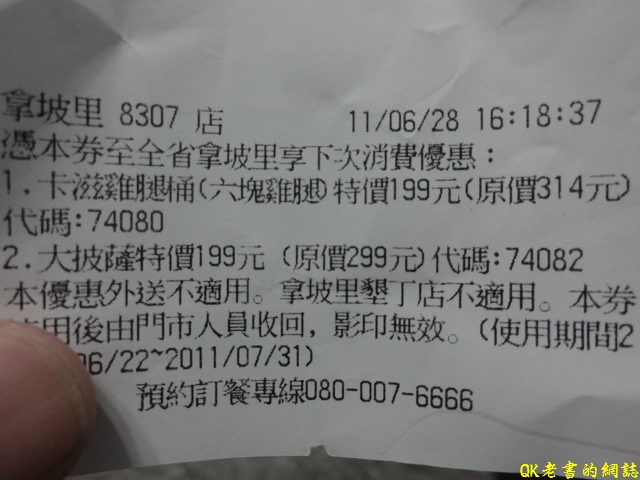 拿坡里 8307 店 11/06/28 16:18:37
憑本券至全省拿坡里享下次消費優惠：
1.卡滋雞腿桶(六塊雞腿)特價199元(原價314元)
代碼:74080
2.大披薩特價199元 (原價299元)代碼:74082
本優惠外送不適用。拿坡里墾丁店不適用。本券
用後由門市人員收回，影印無效。(使用期間2
06/22~2011/07/31)
預約訂餐專線080-007-6666
QK老書的網誌